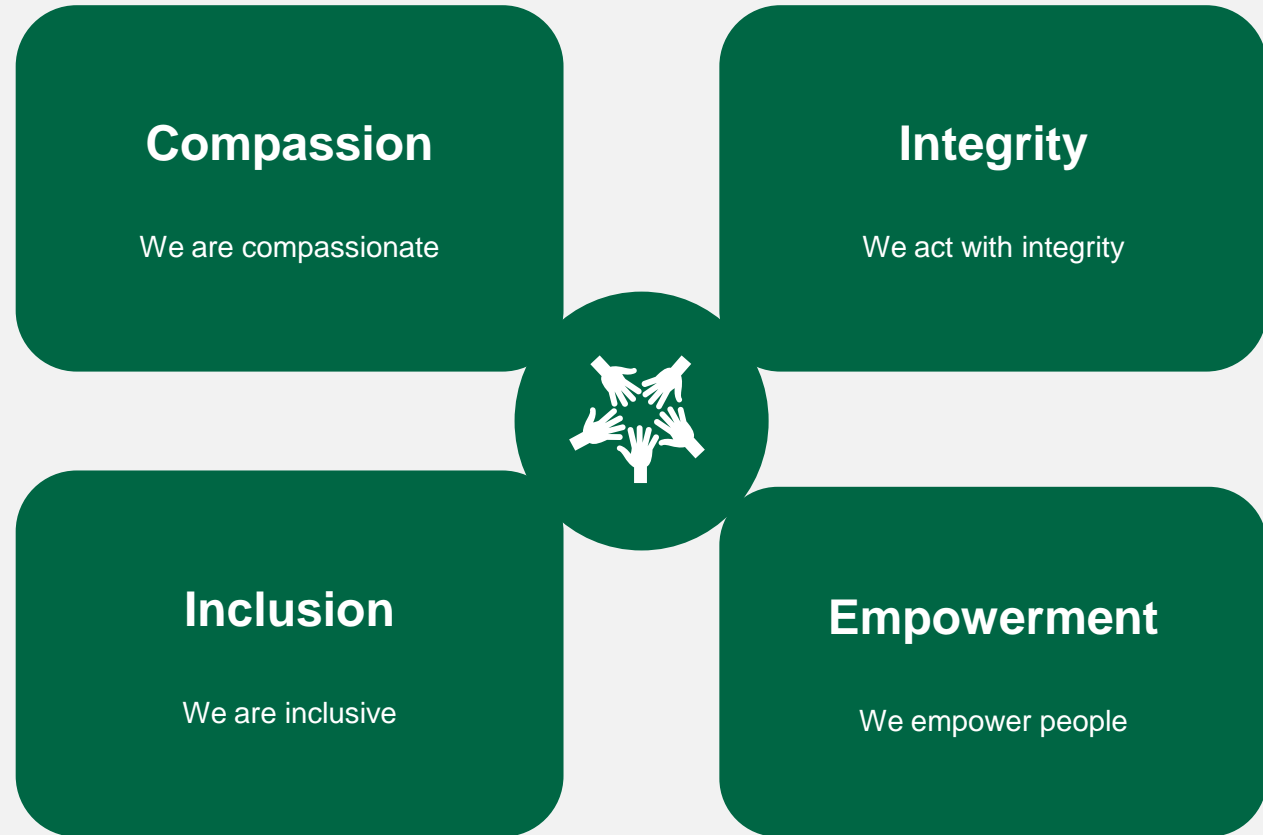 Compassion
We are compassionate
Integrity
We act with integrity
Inclusion
We are inclusive
Empowerment
We empower people